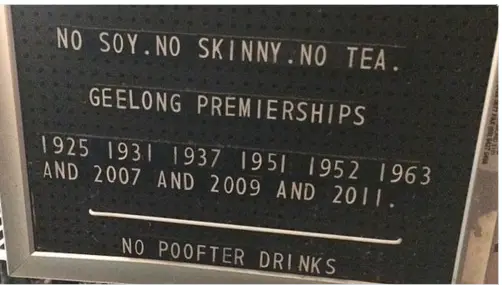 NO SOY.NO SKINNY.NO TEA.
GEELONG PREMIERSHIPS
1925 1931 1937 1951 1952 1963
AND 2007 AND 2009 AND 2011.
NO POOFTER DRINKS